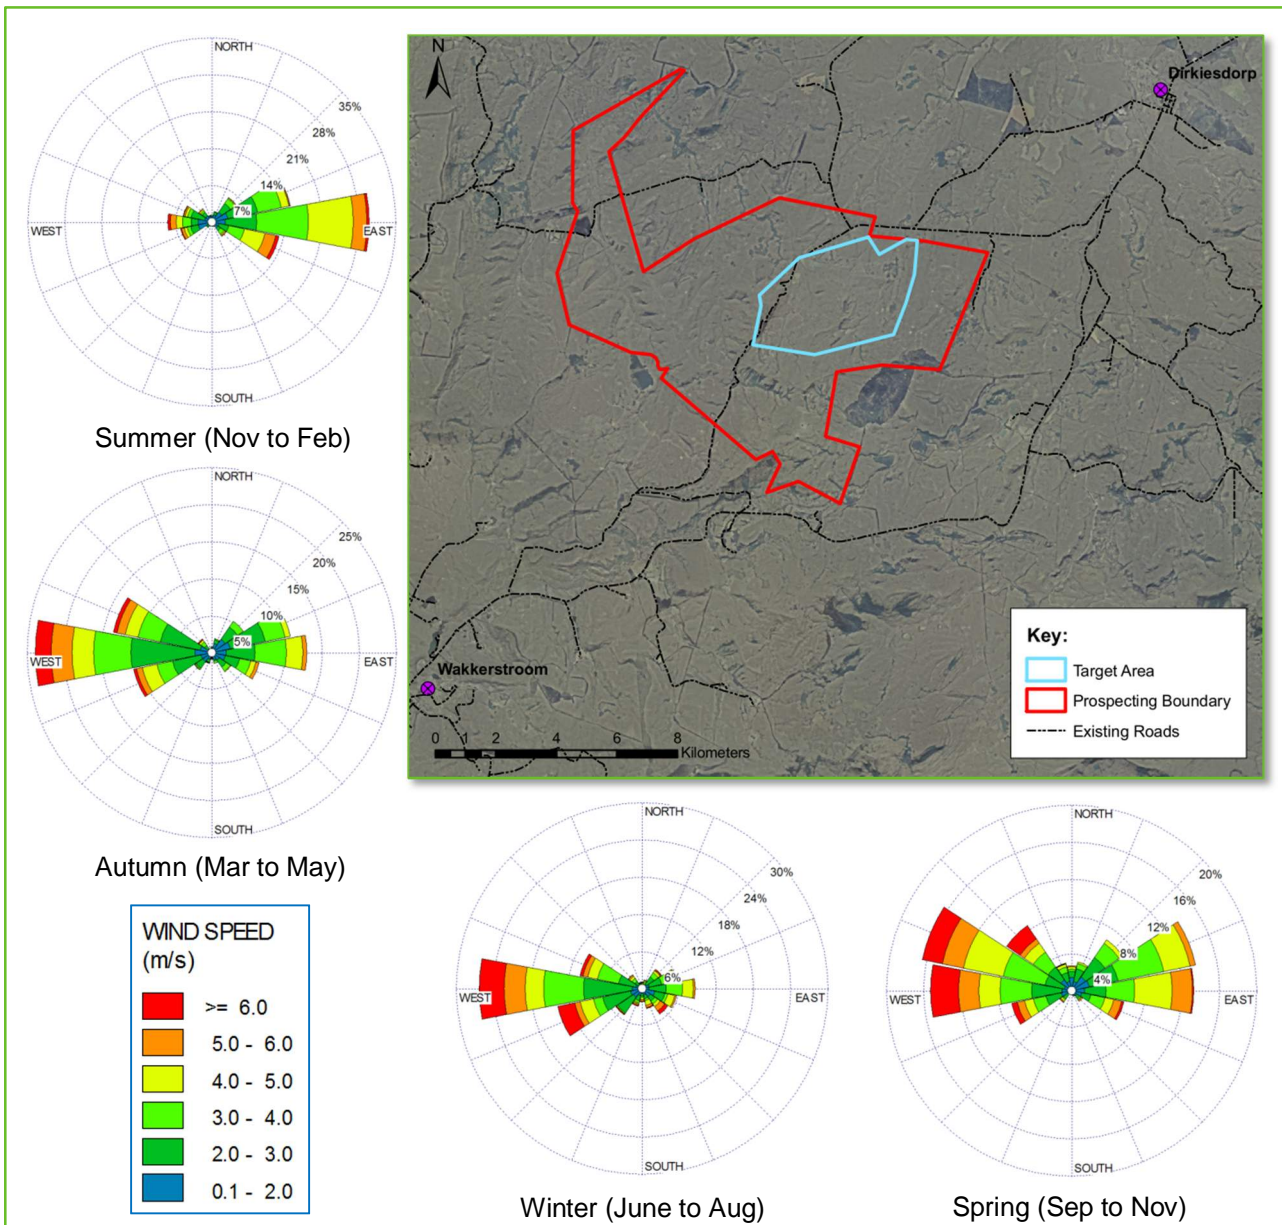 NORTH
35%
28%
21%
14%
7%
WEST
EAST
SOUTH
Summer (Nov to Feb)
NORTH
25%
20%
15%
10%
5%
WEST
EAST
SOUTH
Autumn (Mar to May)
WIND SPEED
(m/s)
>= 6.0
5.0 - 6.0
4.0 - 5.0
3.0 - 4.0
2.0 - 3.0
0.1 - 2.0
N
Dirkiesdorp
Wakkerstroom
0 1 2 4 6 8
Kilometers
Key:
Target Area
Prospecting Boundary
Existing Roads
NORTH
30%
24%
18%
12%
6%
WEST
EAST
SOUTH
Winter (June to Aug)
NORTH
20%
16%
12%
8%
4%
WEST
EAST
SOUTH
Spring (Sep to Nov)